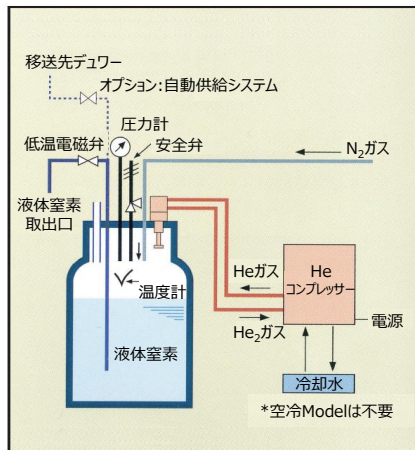 移送先デュワー
オプション:自動供給システム
圧力計
低温電磁弁
安全弁
N₂ガス
液体窒素
取出口
Heガス
He
コンプレッサー
温度計
He₂ガス
電源
液体窒素
冷却水
*空冷Modelは不要